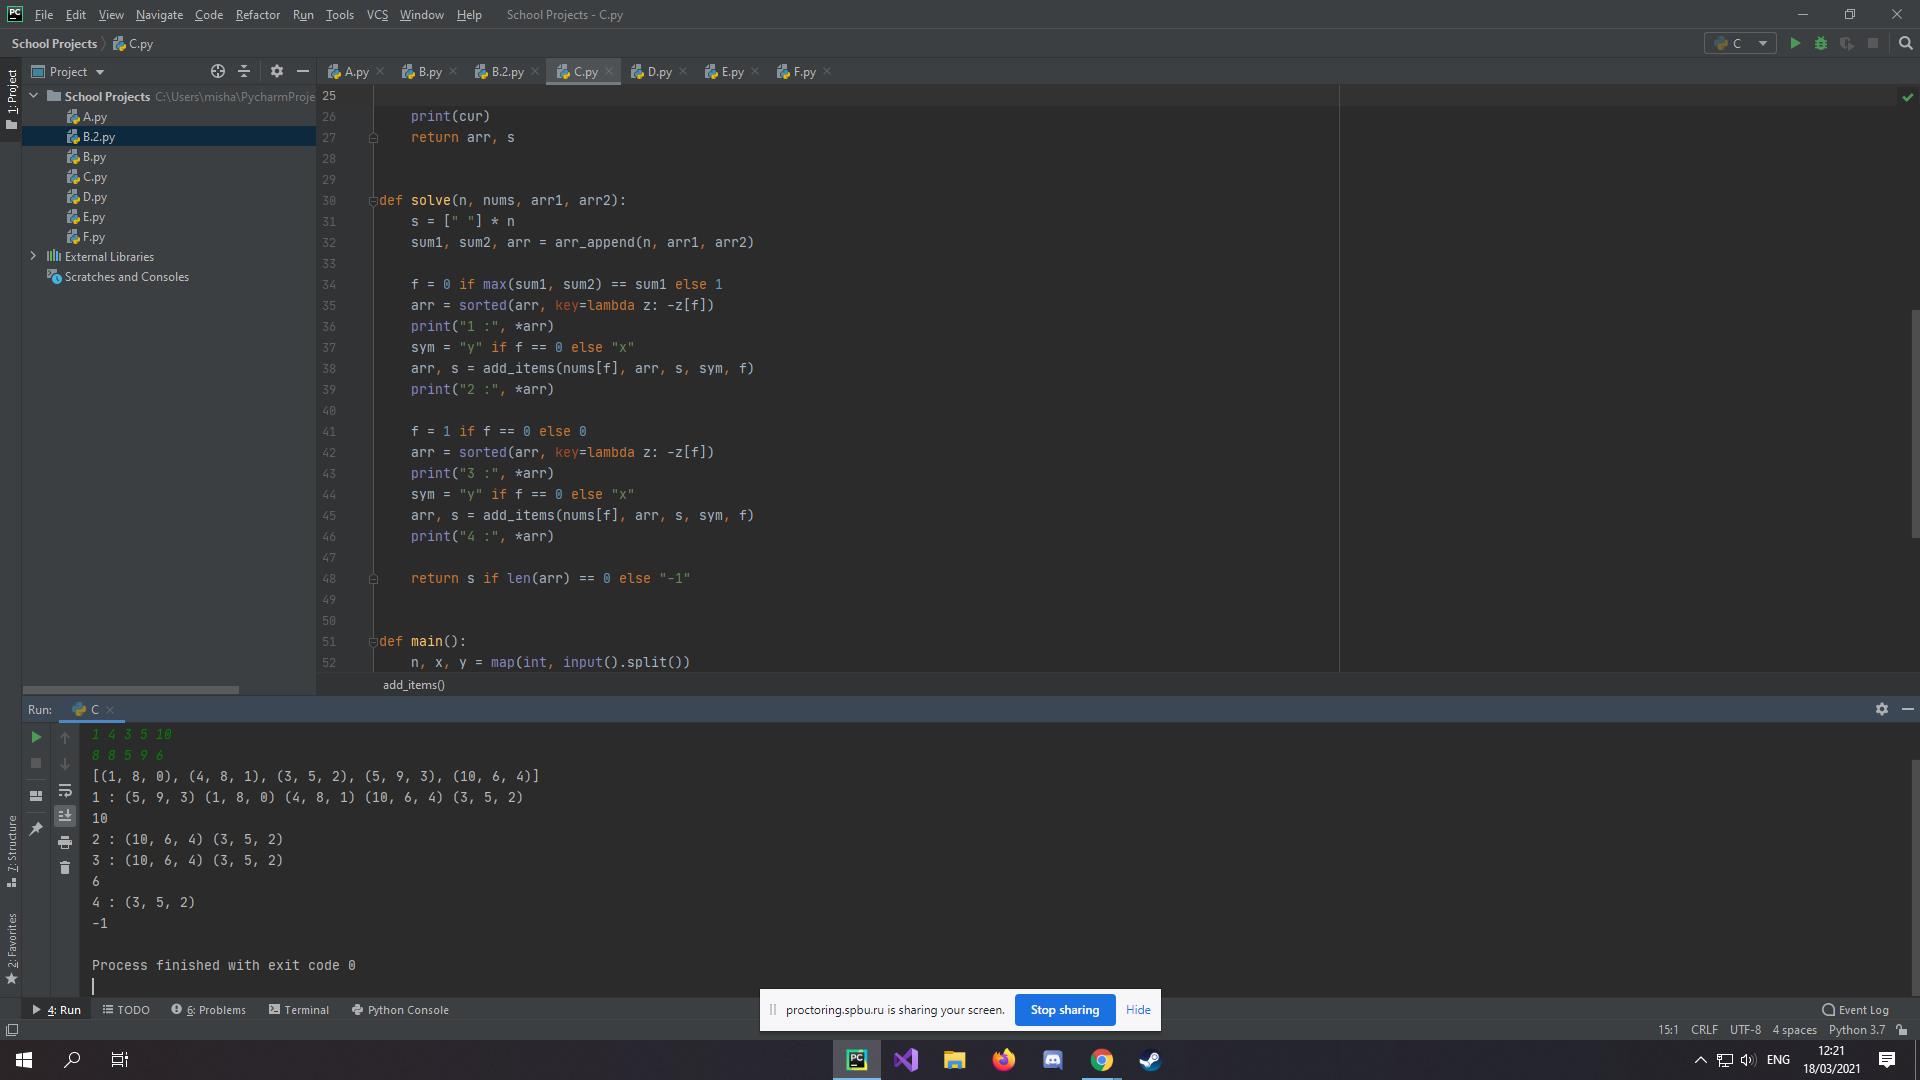 File Edit View Navigate Code Refactor Run Tools VCS Window Help School Projects - C.py
School Projects C.py C
Project
A.py B.py B.2.py C.py D.py E.py F.py
1: Project
School Projects C:\Users\misha\PycharmProje
A.py
B.2.py
B.py
C.py
D.py
E.py
F.py
External Libraries
Scratches and Consoles
25
26 print(cur)
27 return arr, s
28
29
30 def solve(n, nums, arr1, arr2):
31 s = [" "] * n
32 sum1, sum2, arr = arr_append(n, arr1, arr2)
33
34 f = 0 if max(sum1, sum2) == sum1 else 1
35 arr = sorted(arr, key=lambda z: -z[f])
36 print("1 :", *arr)
37 sym = "y" if f == 0 else "x"
38 arr, s = add_items(nums[f], arr, s, sym, f)
39 print("2 :", *arr)
40
41 f = 1 if f == 0 else 0
42 arr = sorted(arr, key=lambda z: -z[f])
43 print("3 :", *arr)
44 sym = "y" if f == 0 else "x"
45 arr, s = add_items(nums[f], arr, s, sym, f)
46 print("4 :", *arr)
47
48 return s if len(arr) == 0 else "-1"
49
50
51 def main():
52 n, x, y = map(int, input().split())
add_items()
Run: C
1 4 3 5 10
8 8 5 9 6
[(1, 8, 0), (4, 8, 1), (3, 5, 2), (5, 9, 3), (10, 6, 4)]
1 : (5, 9, 3) (1, 8, 0) (4, 8, 1) (10, 6, 4) (3, 5, 2)
10
2 : (10, 6, 4) (3, 5, 2)
3 : (10, 6, 4) (3, 5, 2)
6
4 : (3, 5, 2)
-1
Process finished with exit code 0
7: Structure
2: Favorites
4: Run TODO 6: Problems Terminal Python Console
proctoring.spbu.ru is sharing your screen. Stop sharing Hide
Event Log
15:1 CRLF UTF-8 4 spaces Python 3.7
ENG
12:21
18/03/2021